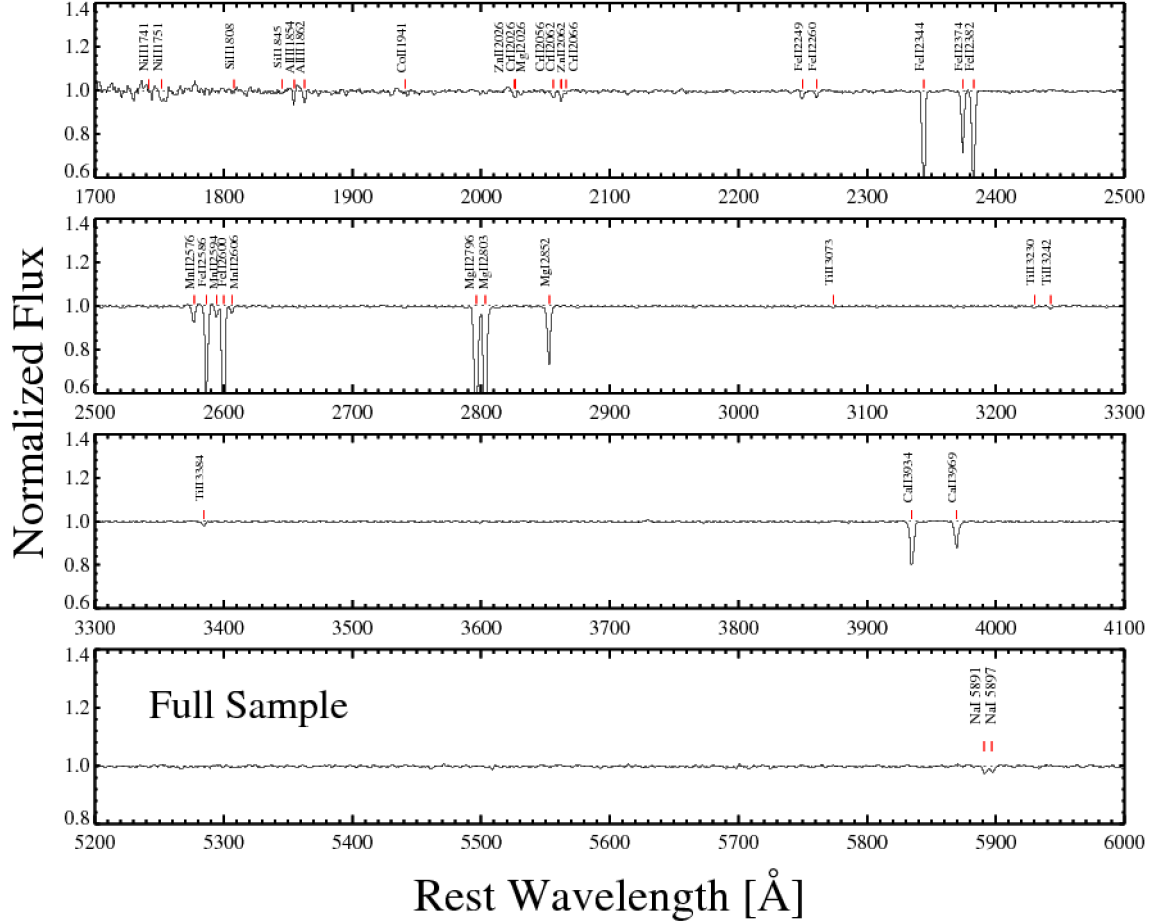 1.4
1.2
1.0
0.8
0.6
NiII1741
NiII1751
SiII1808
SiI1845
AlIII1854
AlIII1862
CoII1941
ZnII2026
CrII2026
MgI2026
CrII2056
CrII2062
ZnII2062
CrII2066
FeII2249
FeII2260
FeII2344
FeII2374
FeII2382
1700 1800 1900 2000 2100 2200 2300 2400 2500
1.4
1.2
1.0
0.8
0.6
MnII2576
FeII2586
MnII2594
FeII2600
MnII2606
MgII2796
MgII2803
MgI2852
TiII3073
TiII3230
TiII3242
2500 2600 2700 2800 2900 3000 3100 3200 3300
Normalized Flux
1.4
1.2
1.0
0.8
0.6
TiII3384
CaII3934
CaII3969
3300 3400 3500 3600 3700 3800 3900 4000 4100
1.4
1.2
1.0
0.8
Full Sample
NaI 5891
NaI 5897
5200 5300 5400 5500 5600 5700 5800 5900 6000
Rest Wavelength [Å]